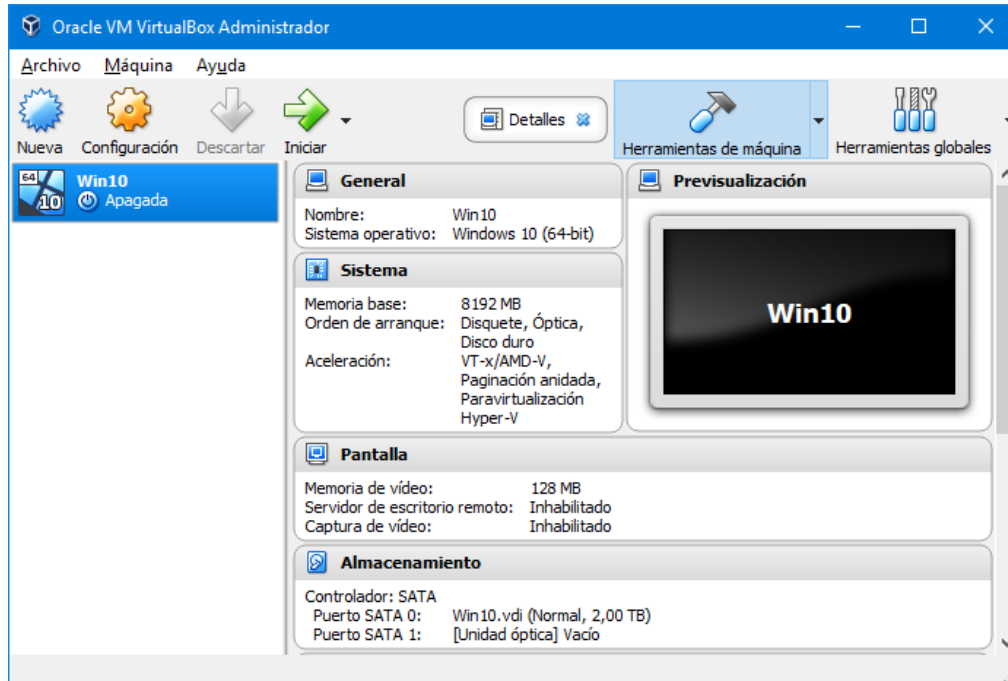 Oracle VM VirtualBox Administrador
Archivo Máquina Ayuda
Nueva Configuración Descartar Iniciar Detalles Herramientas de máquina Herramientas globales
64
10
Win10
Apagada
General
Nombre: Win10
Sistema operativo: Windows 10 (64-bit)
Previsualización
Win10
Sistema
Memoria base: 8192 MB
Orden de arranque: Disquete, Óptica,
Disco duro
Aceleración: VT-x/AMD-V,
Paginación anidada,
Paravirtualización
Hyper-V
Pantalla
Memoria de vídeo: 128 MB
Servidor de escritorio remoto: Inhabilitado
Captura de vídeo: Inhabilitado
Almacenamiento
Controlador: SATA
Puerto SATA 0: Win10.vdi (Normal, 2,00 TB)
Puerto SATA 1: [Unidad óptica] Vacío